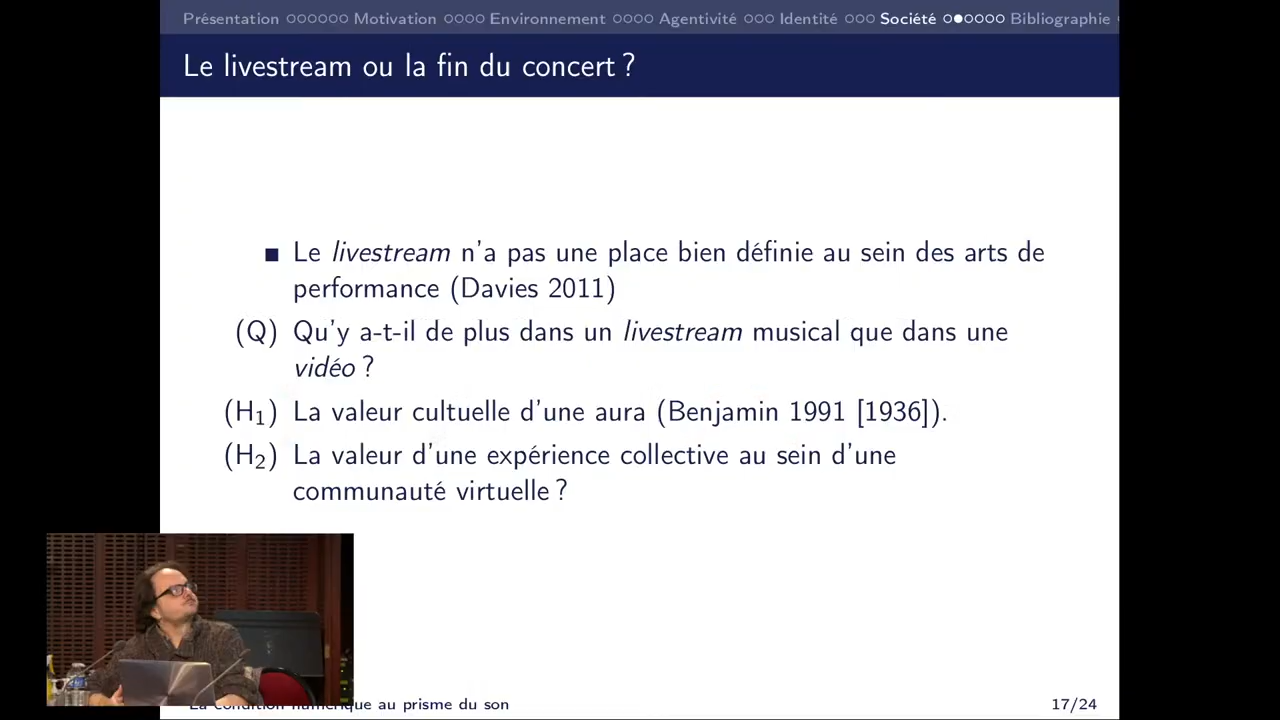 Présentation Motivation Environnement Agentivité Identité Société Bibliographie
Le livestream ou la fin du concert ?
Le livestream n'a pas une place bien définie au sein des arts de
performance (Davies 2011)
(Q) Qu'y a-t-il de plus dans un livestream musical que dans une
vidéo ?
(H1) La valeur cultuelle d'une aura (Benjamin 1991 [1936]).
(H2) La valeur d'une expérience collective au sein d'une
communauté virtuelle ?
La condition numérique au prisme du son 17/24